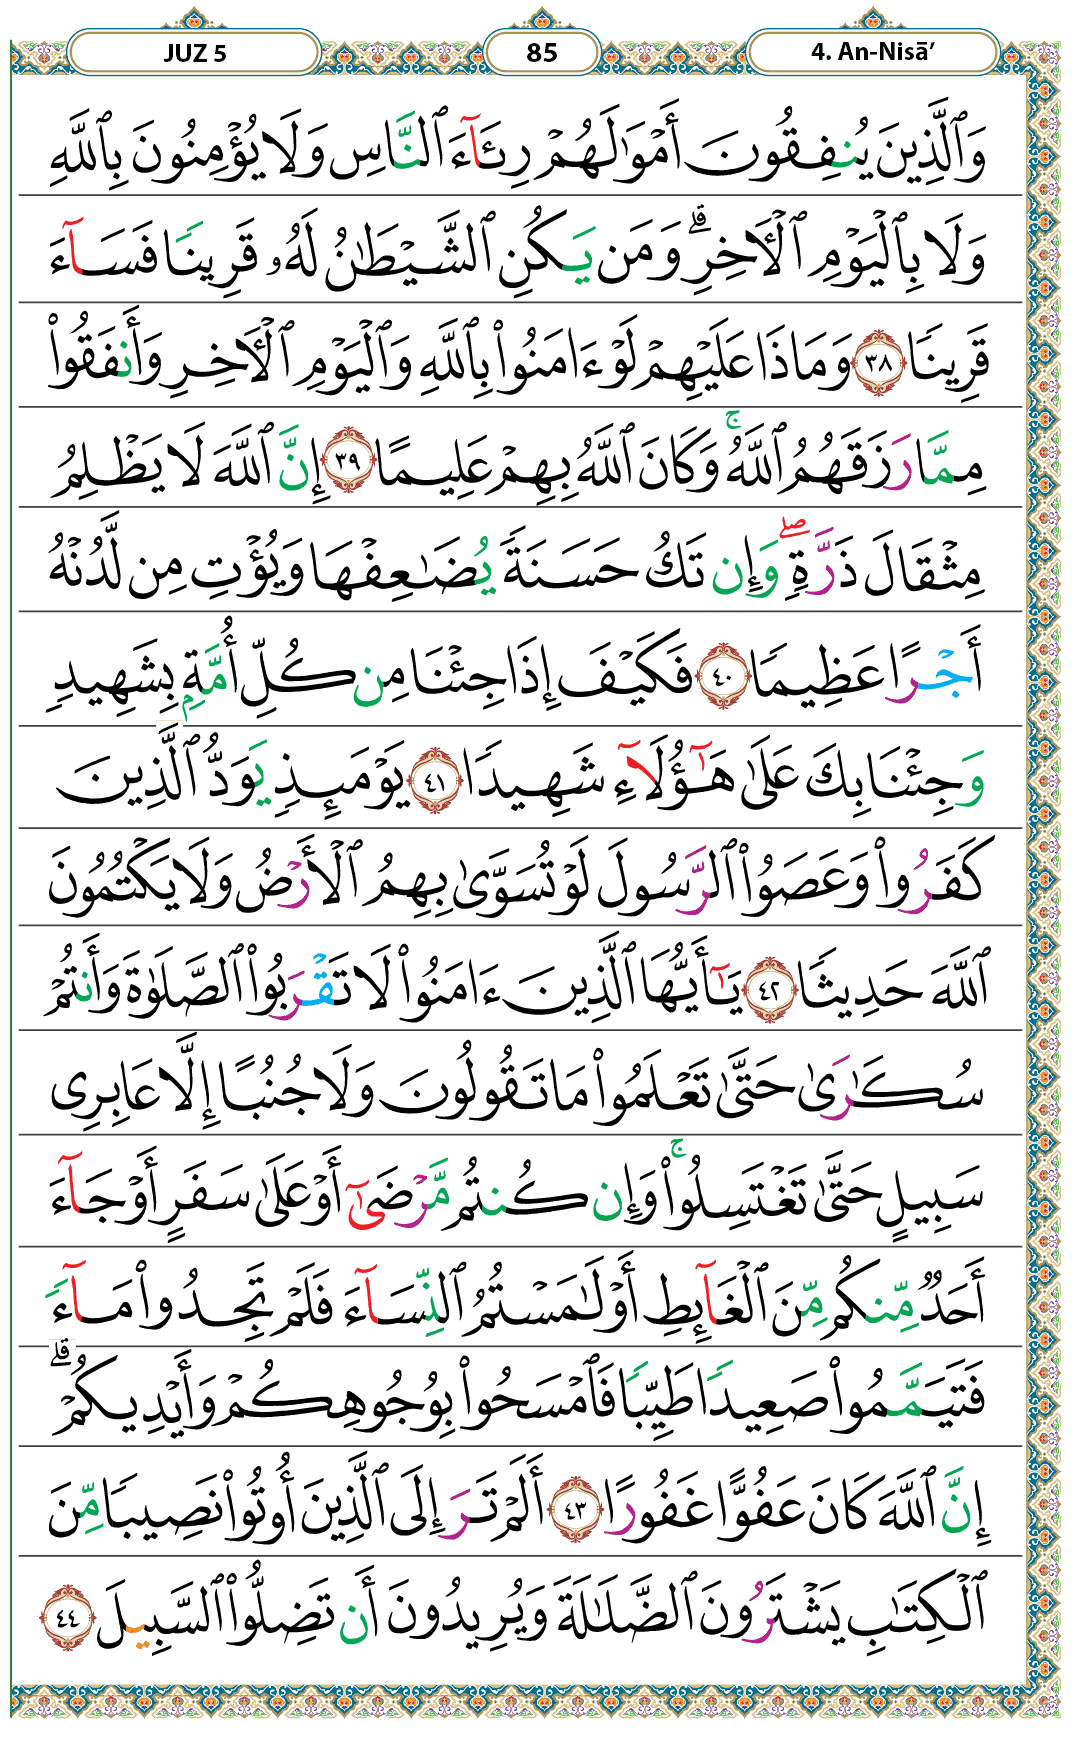 JUZ 5 85 4. An-Nisā’
وَٱلَّذِينَ يُنفِقُونَ أَمۡوَٰلَهُمۡ رِئَآءَ ٱلنَّاسِ وَلَا يُؤۡمِنُونَ بِٱللَّهِ
وَلَا بِٱلۡيَوۡمِ ٱلۡأٓخِرِۗ وَمَن يَكُنِ ٱلشَّيۡطَٰنُ لَهُۥ قَرِينٗا فَسَآءَ
قَرِينٗا ٣٨ وَمَاذَا عَلَيۡهِمۡ لَوۡ ءَامَنُواْ بِٱللَّهِ وَٱلۡيَوۡمِ ٱلۡأٓخِرِ وَأَنفَقُواْ
مِمَّا رَزَقَهُمُ ٱللَّهُۚ وَكَانَ ٱللَّهُ بِهِمۡ عَلِيمًا ٣٩ إِنَّ ٱللَّهَ لَا يَظۡلِمُ
مِثۡقَالَ ذَرَّةٖۖ وَإِن تَكُ حَسَنَةٗ يُضَٰعِفۡهَا وَيُؤۡتِ مِن لَّدُنۡهُ
أَجۡرًا عَظِيمٗا ٤٠ فَكَيۡفَ إِذَا جِئۡنَا مِن كُلِّ أُمَّةِۭ بِشَهِيدٖ
وَجِئۡنَا بِكَ عَلَىٰ هَٰٓؤُلَآءِ شَهِيدٗا ٤١ يَوۡمَئِذٖ يَوَدُّ ٱلَّذِينَ
كَفَرُواْ وَعَصَوُاْ ٱلرَّسُولَ لَوۡ تُسَوَّىٰ بِهِمُ ٱلۡأَرۡضُ وَلَا يَكۡتُمُونَ
ٱللَّهَ حَدِيثٗا ٤٢ يَٰٓأَيُّهَا ٱلَّذِينَ ءَامَنُواْ لَا تَقۡرَبُواْ ٱلصَّلَوٰةَ وَأَنتُمۡ
سُكَٰرَىٰ حَتَّىٰ تَعۡلَمُواْ مَا تَقُولُونَ وَلَا جُنُبًا إِلَّا عَابِرِي
سَبِيلٍ حَتَّىٰ تَغۡتَسِلُواْۚ وَإِن كُنتُم مَّرۡضَىٰٓ أَوۡ عَلَىٰ سَفَرٍ أَوۡ جَآءَ
أَحَدٞ مِّنكُم مِّنَ ٱلۡغَآئِطِ أَوۡ لَٰمَسۡتُمُ ٱلنِّسَآءَ فَلَمۡ تَجِدُواْ مَآءٗ
فَتَيَمَّمُواْ صَعِيدٗا طَيِّبٗا فَٱمۡسَحُواْ بِوُجُوهِكُمۡ وَأَيۡدِيكُمۡۗ
إِنَّ ٱللَّهَ كَانَ عَفُوًّا غَفُورًا ٤٣ أَلَمۡ تَرَ إِلَى ٱلَّذِينَ أُوتُواْ نَصِيبٗا مِّنَ
ٱلۡكِتَٰبِ يَشۡتَرُونَ ٱلضَّلَٰلَةَ وَيُرِيدُونَ أَن تَضِلُّواْ ٱلسَّبِيلَ ٤٤